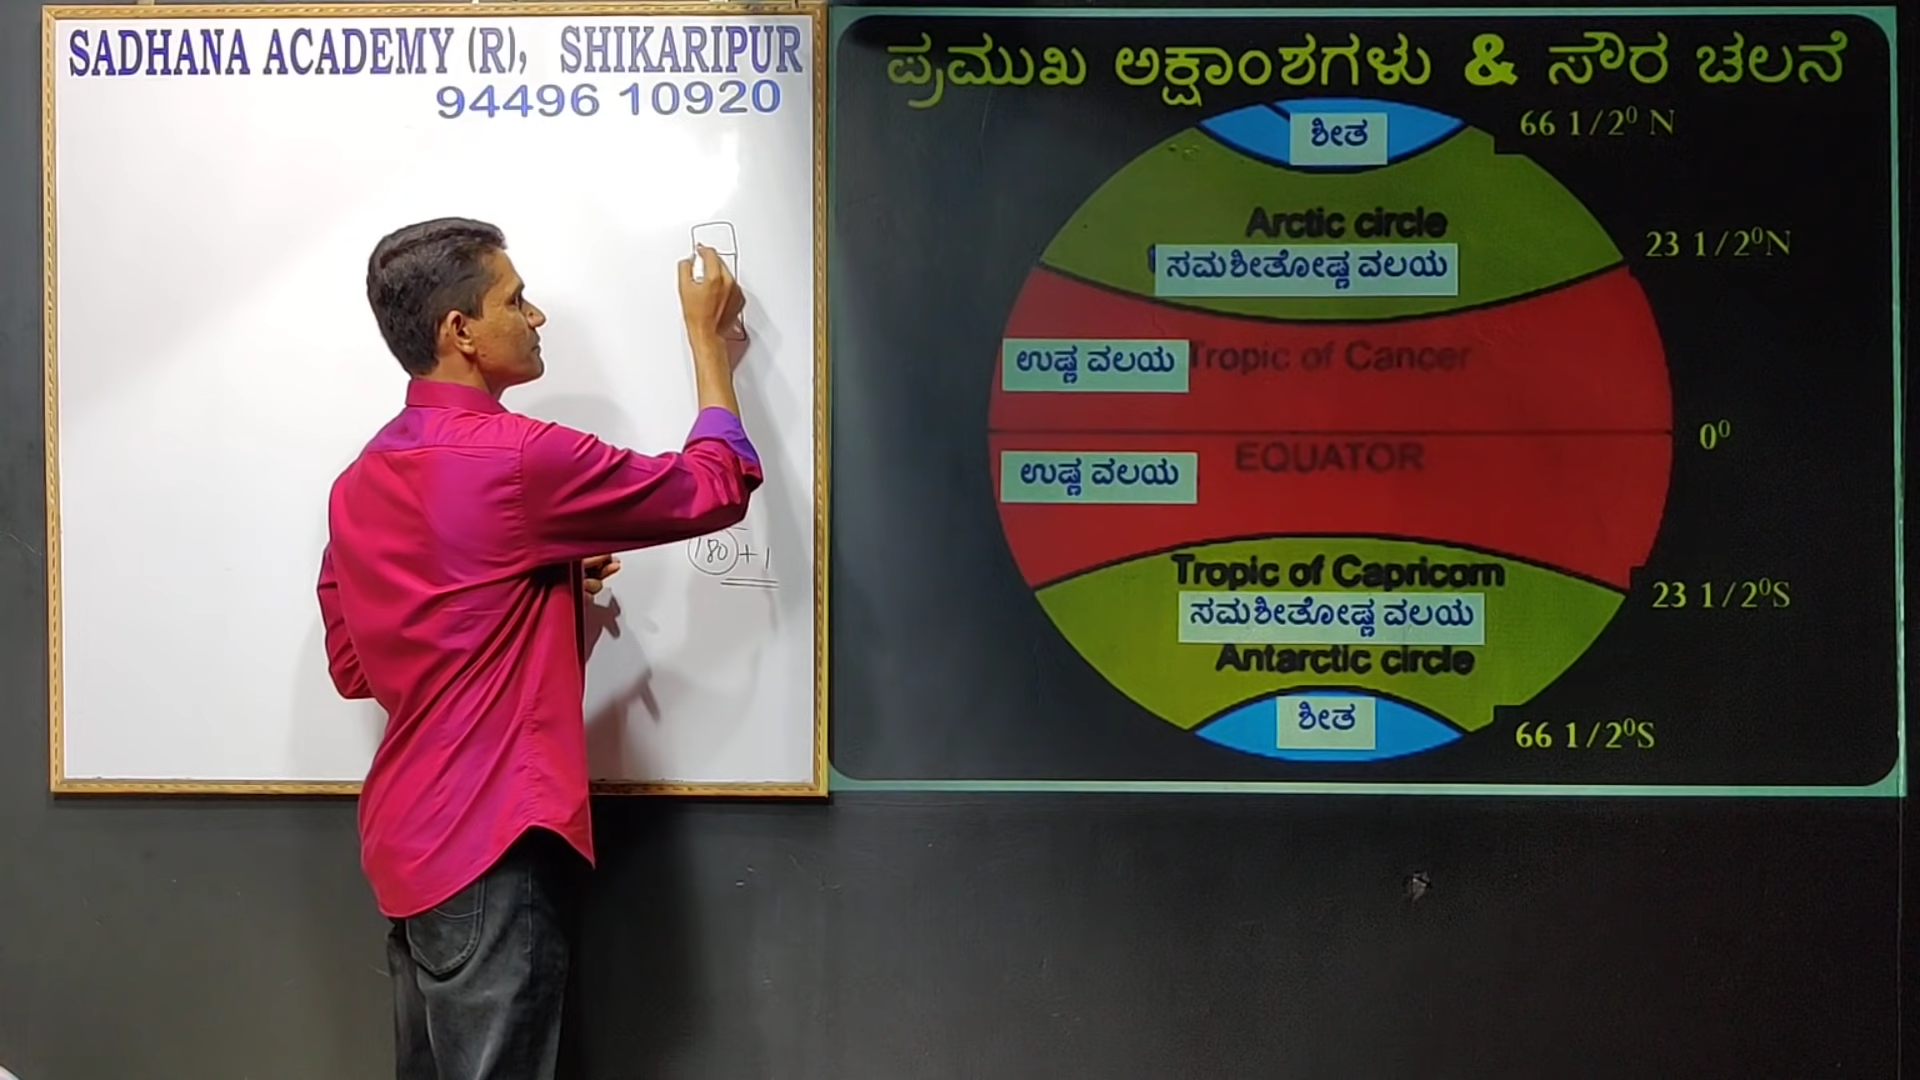 SADHANA ACADEMY (R), SHIKARIPUR
94496 10920
180 + 1
ಪ್ರಮುಖ ಅಕ್ಷಾಂಶಗಳು & ಸೌರ ಚಲನೆ
66 1/2⁰ N
ಶೀತ
Arctic circle
23 1/2⁰N
ಸಮಶೀತೋಷ್ಣ ವಲಯ
ಉಷ್ಣ ವಲಯ Tropic of Cancer
0⁰
EQUATOR
ಉಷ್ಣ ವಲಯ
Tropic of Capricorn
23 1/2⁰S
ಸಮಶೀತೋಷ್ಣ ವಲಯ
Antarctic circle
ಶೀತ
66 1/2⁰S